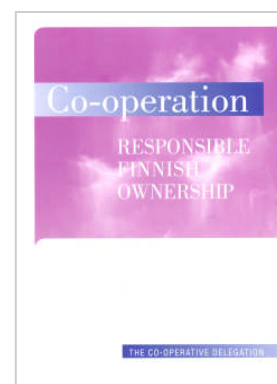 Co-operation
RESPONSIBLE
FINNISH
OWNERSHIP
THE CO-OPERATIVE DELEGATION